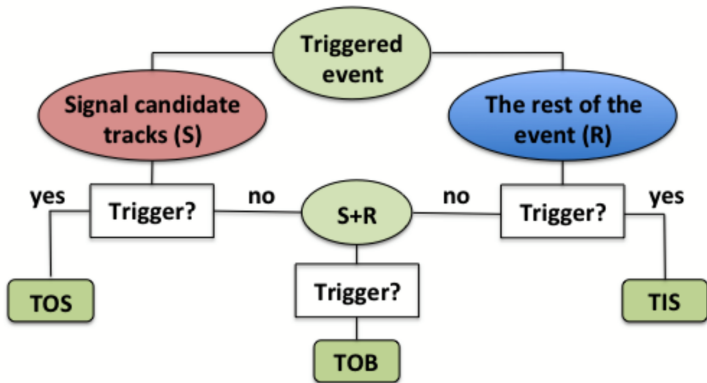 Triggered
event
Signal candidate
tracks (S)
The rest of the
event (R)
yes
Trigger?
no
S+R
no
Trigger?
yes
TOS
Trigger?
TIS
TOB